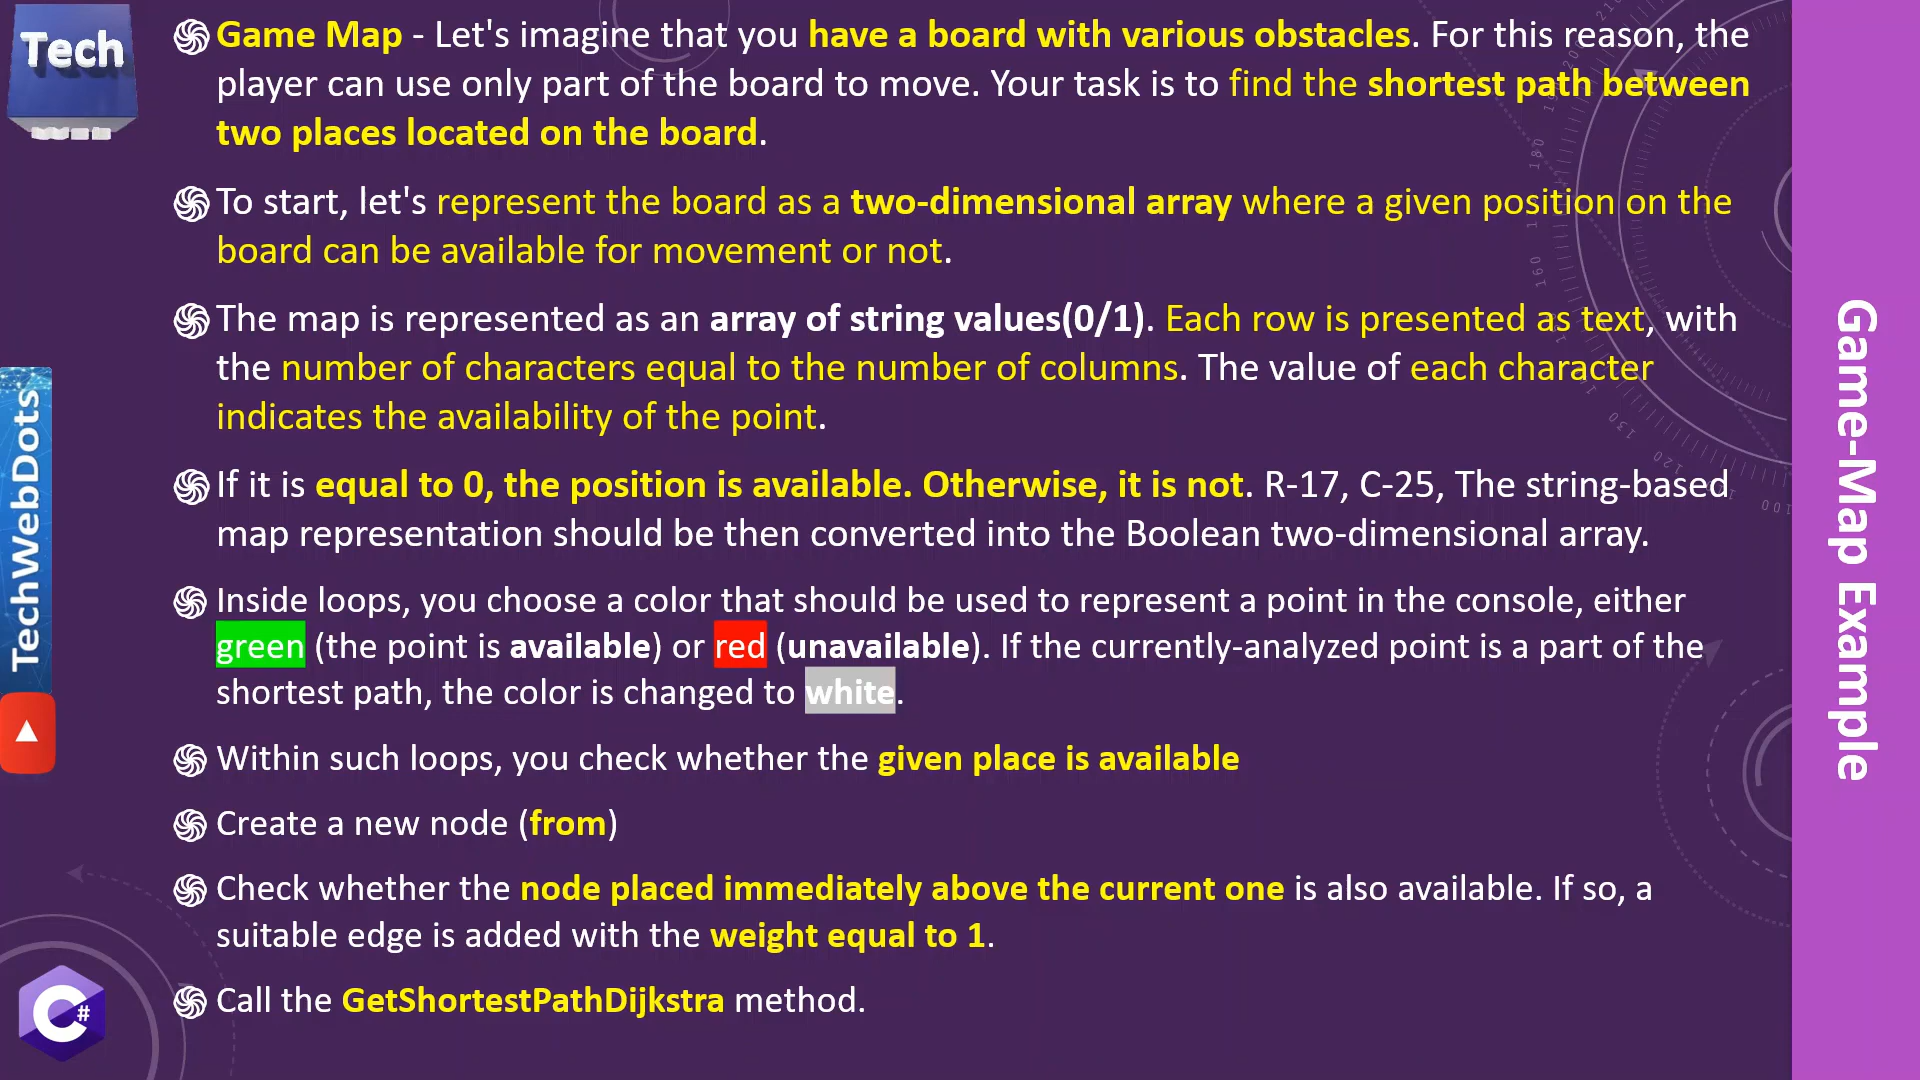 Tech
Game Map - Let's imagine that you have a board with various obstacles. For this reason, the
player can use only part of the board to move. Your task is to find the shortest path between
two places located on the board.
To start, let's represent the board as a two-dimensional array where a given position on the
board can be available for movement or not.
The map is represented as an array of string values(0/1). Each row is presented as text, with
the number of characters equal to the number of columns. The value of each character
indicates the availability of the point.
If it is equal to 0, the position is available. Otherwise, it is not. R-17, C-25, The string-based
map representation should be then converted into the Boolean two-dimensional array.
Inside loops, you choose a color that should be used to represent a point in the console, either
green (the point is available) or red (unavailable). If the currently-analyzed point is a part of the
shortest path, the color is changed to white.
Within such loops, you check whether the given place is available
Create a new node (from)
Check whether the node placed immediately above the current one is also available. If so, a
suitable edge is added with the weight equal to 1.
Call the GetShortestPathDijkstra method.
Game-Map Example
TechWebDots
C#